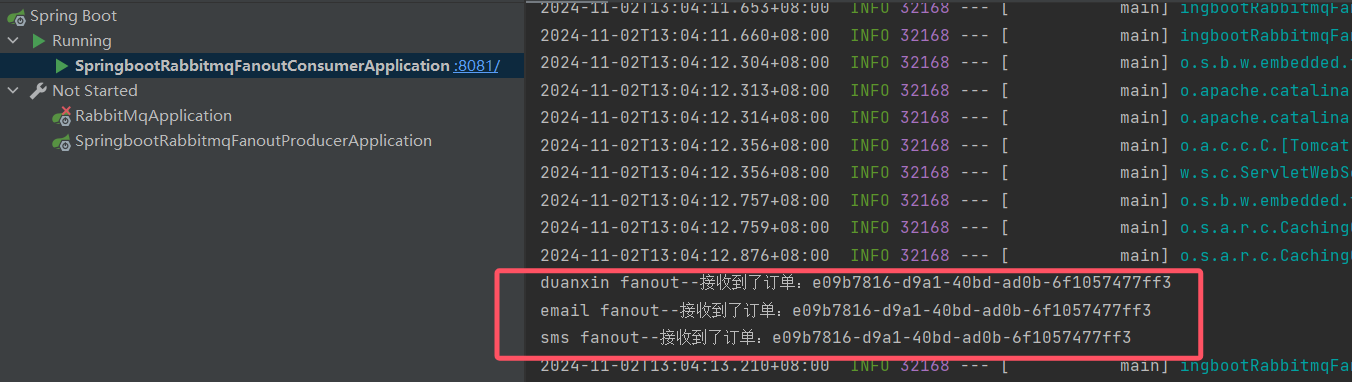 Spring Boot
Running
SpringbootRabbitmqFanoutConsumerApplication :8081/
Not Started
RabbitMqApplication
SpringbootRabbitmqFanoutProducerApplication
2024-11-02T13:04:11.653+08:00 INFO 32168 --- [ main] ingbootRabbitmqFan
2024-11-02T13:04:11.660+08:00 INFO 32168 --- [ main] ingbootRabbitmqFan
2024-11-02T13:04:12.304+08:00 INFO 32168 --- [ main] o.s.b.w.embedded.
2024-11-02T13:04:12.313+08:00 INFO 32168 --- [ main] o.apache.catalina
2024-11-02T13:04:12.314+08:00 INFO 32168 --- [ main] o.apache.catalina
2024-11-02T13:04:12.356+08:00 INFO 32168 --- [ main] o.a.c.c.C.[Tomcat
2024-11-02T13:04:12.356+08:00 INFO 32168 --- [ main] w.s.c.ServletWebS
2024-11-02T13:04:12.757+08:00 INFO 32168 --- [ main] o.s.b.w.embedded.
2024-11-02T13:04:12.759+08:00 INFO 32168 --- [ main] o.s.a.r.c.Caching
2024-11-02T13:04:12.876+08:00 INFO 32168 --- [ main] o.s.a.r.c.Caching
duanxin fanout--接收到了订单：e09b7816-d9a1-40bd-ad0b-6f1057477ff3
email fanout--接收到了订单：e09b7816-d9a1-40bd-ad0b-6f1057477ff3
sms fanout--接收到了订单：e09b7816-d9a1-40bd-ad0b-6f1057477ff3
2024-11-02T13:04:13.210+08:00 INFO 32168 --- [ main] ingbootRabbitmqFan